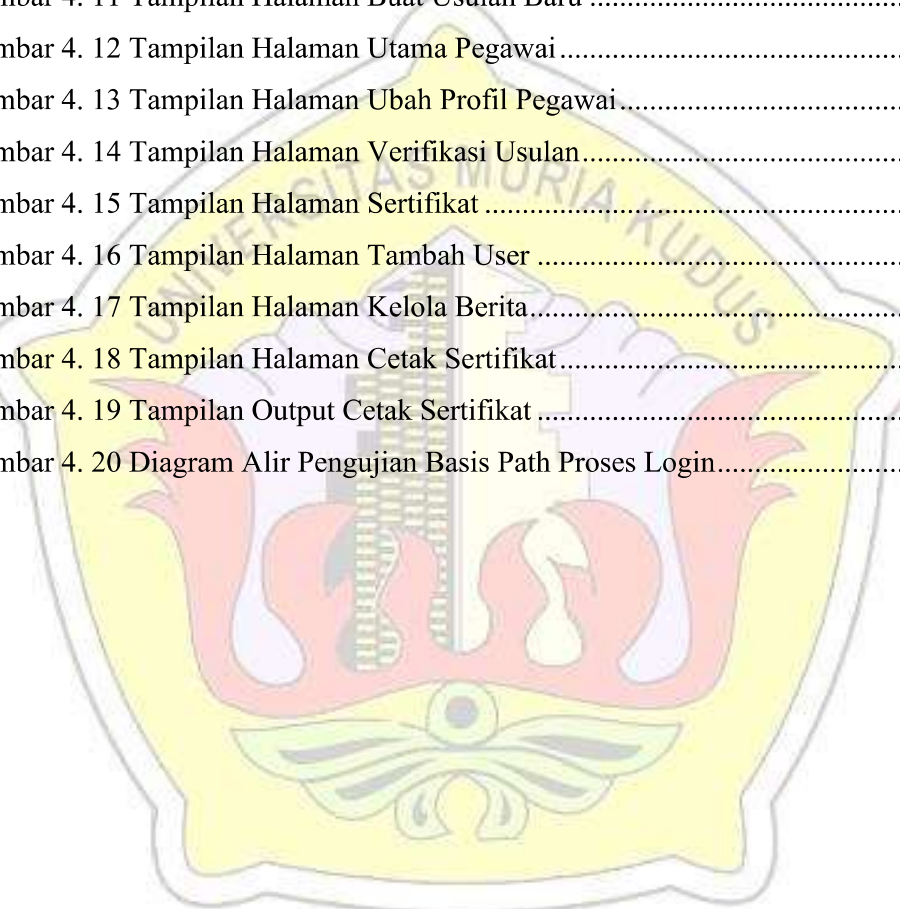 mbar 4. 11 Tampilan Halaman Buat Usulan Baru ..............................
mbar 4. 12 Tampilan Halaman Utama Pegawai.................................
mbar 4. 13 Tampilan Halaman Ubah Profil Pegawai...........................
mbar 4. 14 Tampilan Halaman Verifikasi Usulan...............................
mbar 4. 15 Tampilan Halaman Sertifikat ........................................
mbar 4. 16 Tampilan Halaman Tambah User ...................................
mbar 4. 17 Tampilan Halaman Kelola Berita....................................
mbar 4. 18 Tampilan Halaman Cetak Sertifikat.................................
mbar 4. 19 Tampilan Output Cetak Sertifikat ...................................
mbar 4. 20 Diagram Alir Pengujian Basis Path Proses Login.................
UNIVERSITAS MURIA KUDUS